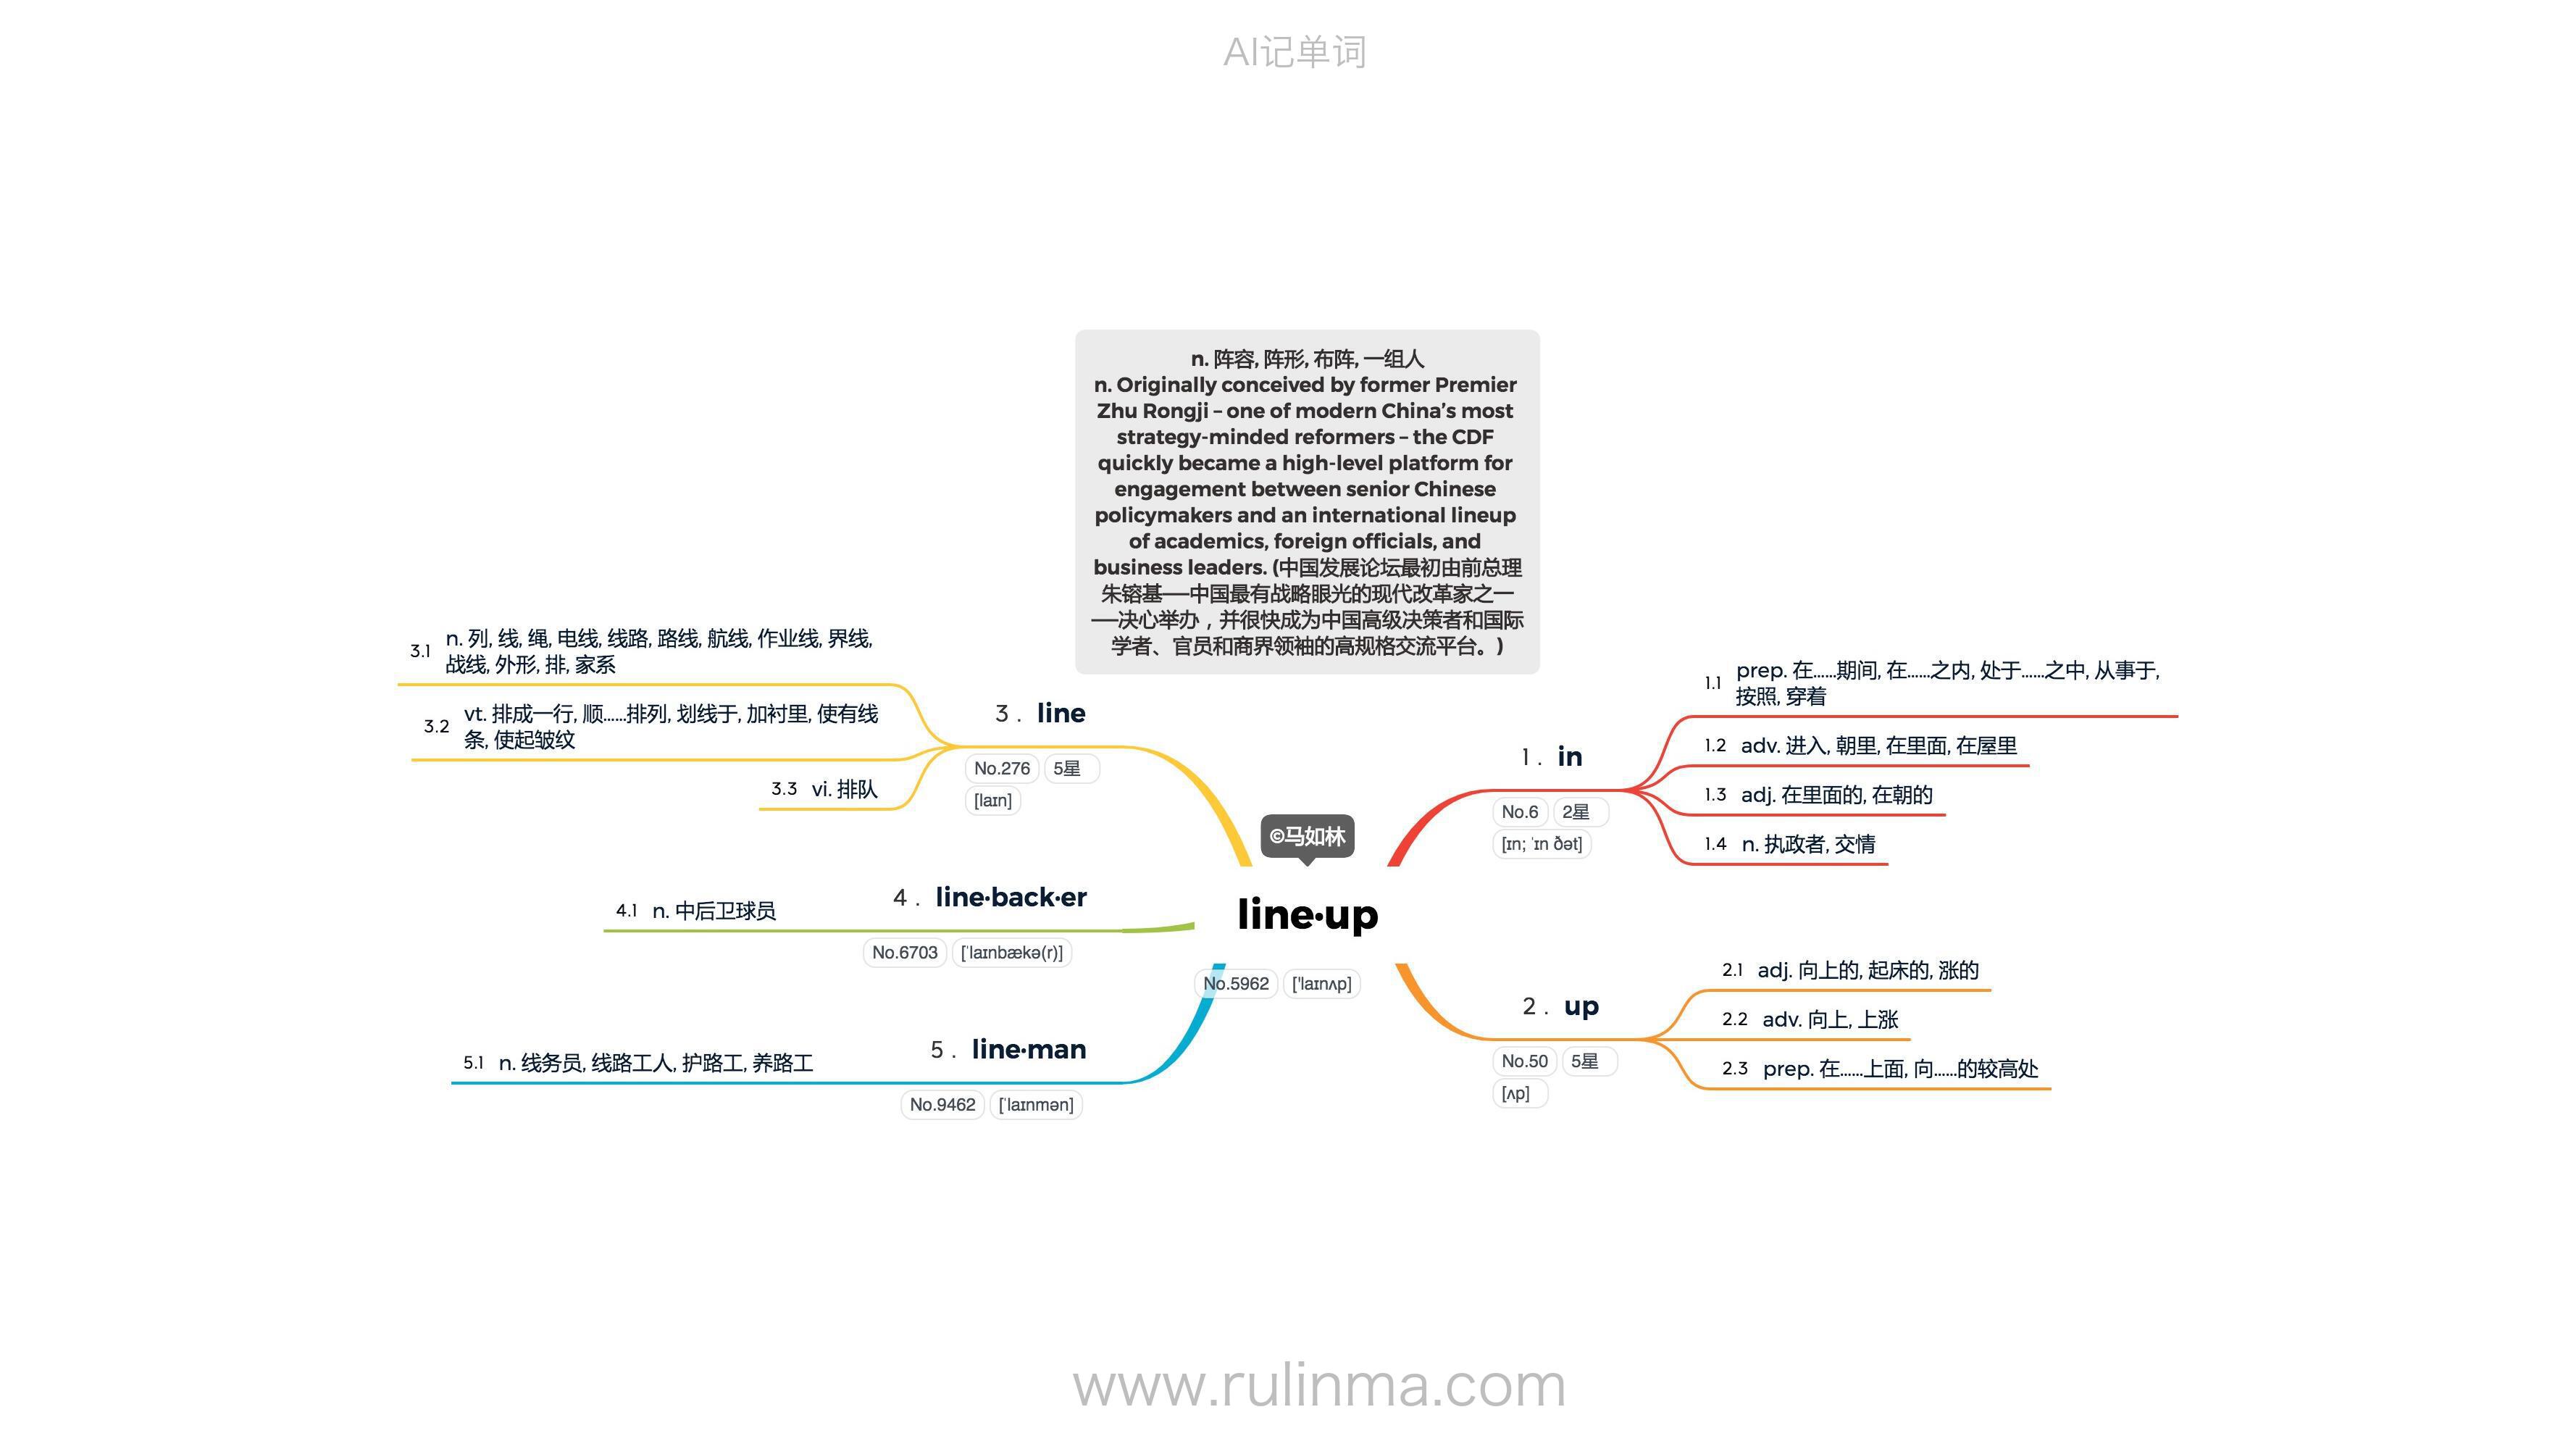 AI记单词
n. 阵容, 阵形, 布阵, 一组人
n. Originally conceived by former Premier
Zhu Rongji – one of modern China’s most
strategy-minded reformers – the CDF
quickly became a high-level platform for
engagement between senior Chinese
policymakers and an international lineup
of academics, foreign officials, and
business leaders. (中国发展论坛最初由前总理
朱镕基——中国最有战略眼光的现代改革家之一
——决心举办，并很快成为中国高级决策者和国际
学者、官员和商界领袖的高规格交流平台。)
©马如林
line·up
No.5962 ['laɪnʌp]
1 . in
No.6 2星
[ɪn; ˈɪn ðət]
1.1 prep. 在……期间, 在……之内, 处于……之中, 从事于,
按照, 穿着
1.2 adv. 进入, 朝里, 在里面, 在屋里
1.3 adj. 在里面的, 在朝的
1.4 n. 执政者, 交情
2 . up
No.50 5星
[ʌp]
2.1 adj. 向上的, 起床的, 涨的
2.2 adv. 向上, 上涨
2.3 prep. 在……上面, 向……的较高处
3 . line
No.276 5星
[laɪn]
3.1 n. 列, 线, 绳, 电线, 线路, 路线, 航线, 作业线, 界线,
战线, 外形, 排, 家系
3.2 vt. 排成一行, 顺……排列, 划线于, 加衬里, 使有线
条, 使起皱纹
3.3 vi. 排队
4 . line·back·er
No.6703 [ˈlaɪnbækə(r)]
4.1 n. 中后卫球员
5 . line·man
No.9462 [ˈlaɪnmən]
5.1 n. 线务员, 线路工人, 护路工, 养路工
www.rulinma.com